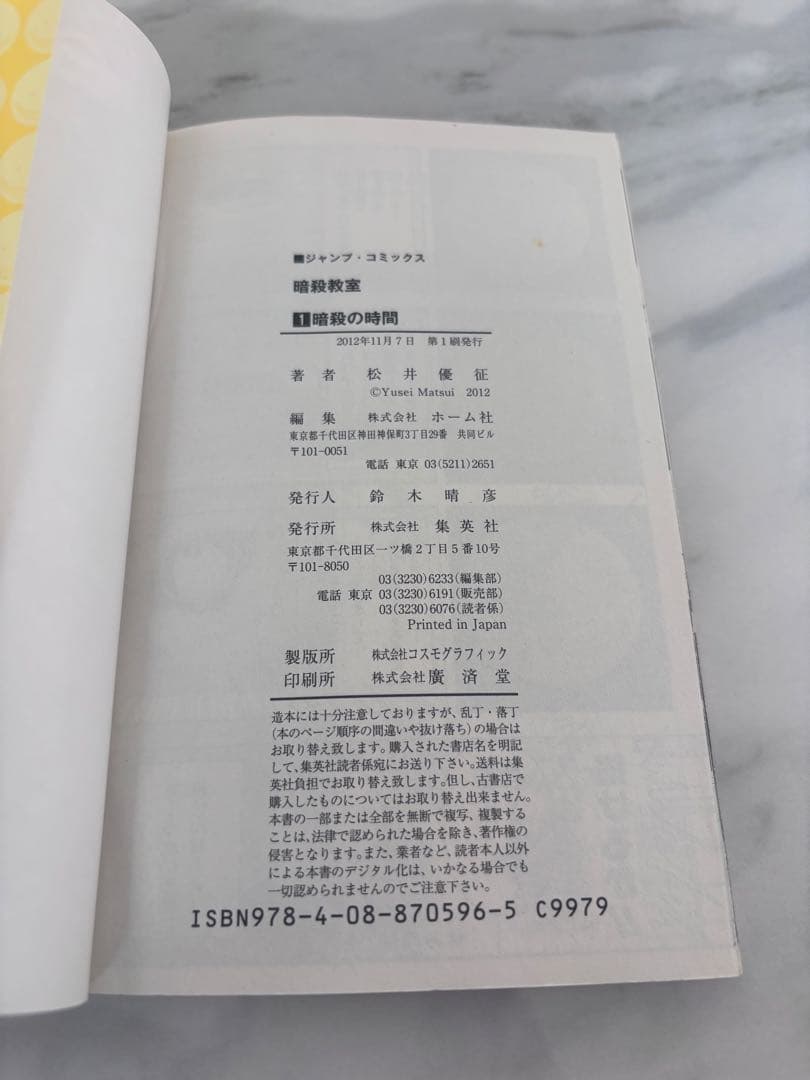 ■ジャンプ・コミックス
暗殺教室
1暗殺の時間
2012年11月7日 第1刷発行
著者 松井優征
©Yusei Matsui 2012
編集 株式会社 ホーム社
東京都千代田区神田神保町3丁目29番 共同ビル
〒101-0051
電話 東京 03(5211)2651
発行人 鈴木晴彦
発行所 株式会社 集英社
東京都千代田区一ツ橋2丁目5番10号
〒101-8050
03(3230)6233(編集部)
電話 東京 03(3230)6191(販売部)
03(3230)6076(読者係)
Printed in Japan
製版所 株式会社コスモグラフィック
印刷所 株式会社 廣済堂
造本には十分注意しておりますが、乱丁・落丁
(本のページ順序の間違いや抜け落ち)の場合は
お取り替え致します。購入された書店名を明記
して、集英社読者係宛にお送り下さい。送料は集
英社負担でお取り替え致します。但し、古書店で
購入したものについてはお取り替え出来ません。
本書の一部または全部を無断で複写、複製する
ことは、法律で認められた場合を除き、著作権の
侵害となります。また、業者など、読者本人以外
による本書のデジタル化は、いかなる場合でも
一切認められませんのでご注意下さい。
ISBN978-4-08-870596-5 C9979